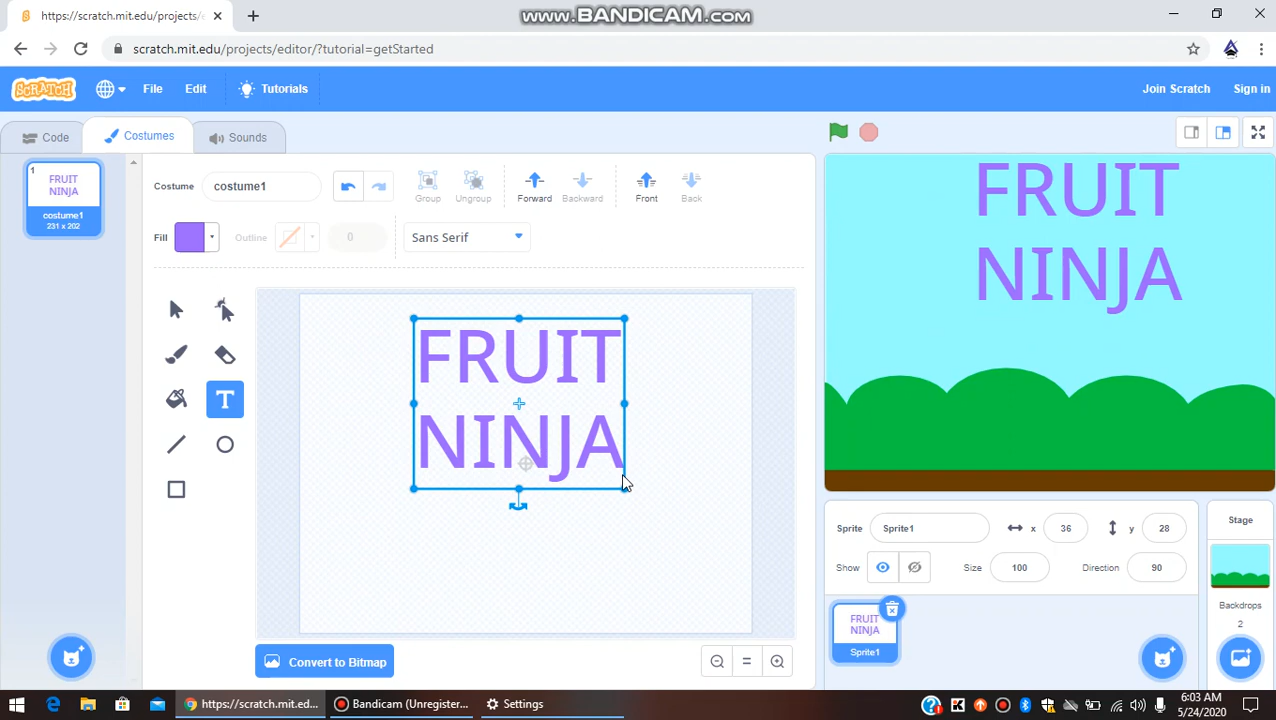 www.BANDICAM.com
https://scratch.mit.edu/projects/e
scratch.mit.edu/projects/editor/?tutorial=getStarted
SCRATCH
File
Edit
Tutorials
Join Scratch
Sign in
Code
Costumes
Sounds
1
FRUIT
NINJA
costume1
231 x 202
Costume
costume1
Group
Ungroup
Forward
Backward
Front
Back
Fill
Outline
0
Sans Serif
T
FRUIT
NINJA
Convert to Bitmap
FRUIT
NINJA
Sprite
Sprite1
x
36
y
28
Show
Size
100
Direction
90
FRUIT
NINJA
Sprite1
Stage
Backdrops
2
https://scratch.mit.ed...
Bandicam (Unregister...
Settings
6:03 AM
5/24/2020